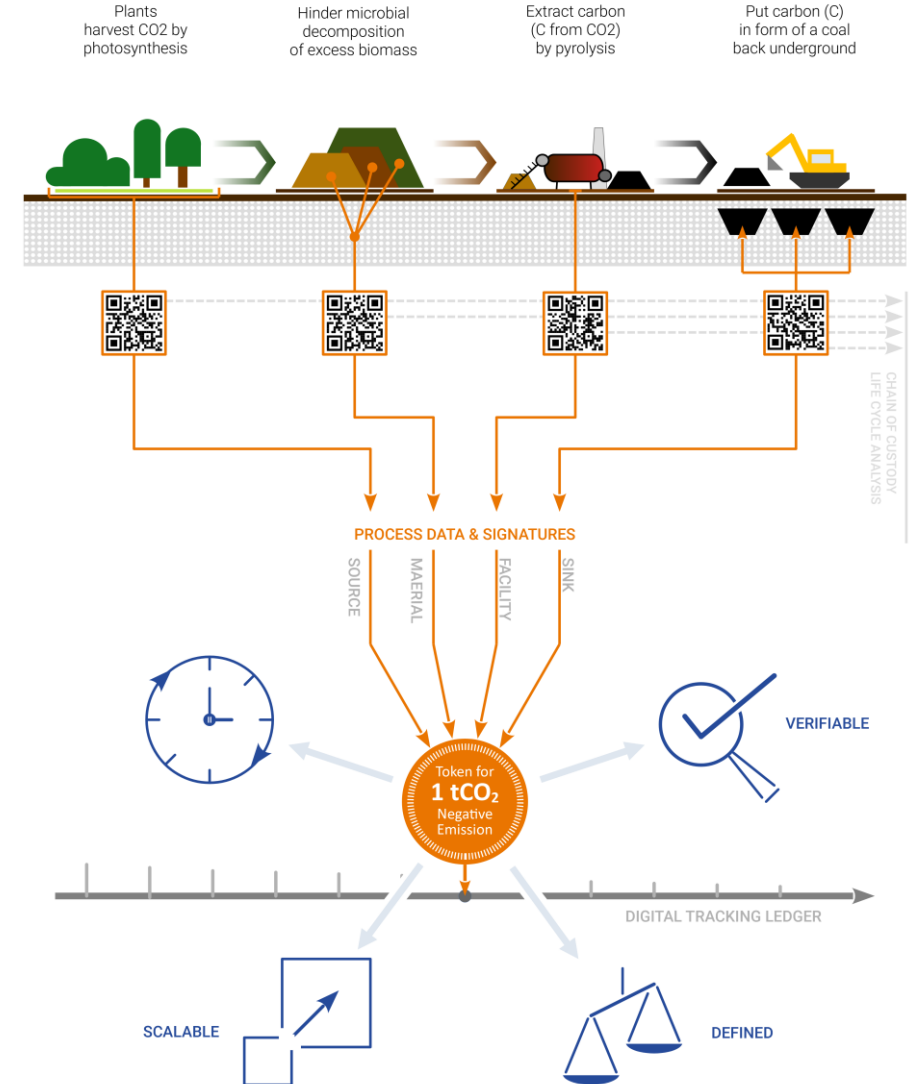 Plants
harvest CO2 by
photosynthesis
Hinder microbial
decomposition
of excess biomass
Extract carbon
(C from CO2)
by pyrolysis
Put carbon (C)
in form of a coal
back underground
CHAIN OF CUSTODY
LIFE CYCLE ANALYSIS
PROCESS DATA & SIGNATURES
SOURCE
MAERIAL
FACILITY
SINK
VERIFIABLE
Token for
1 tCO₂
Negative
Emission
DIGITAL TRACKING LEDGER
SCALABLE
DEFINED